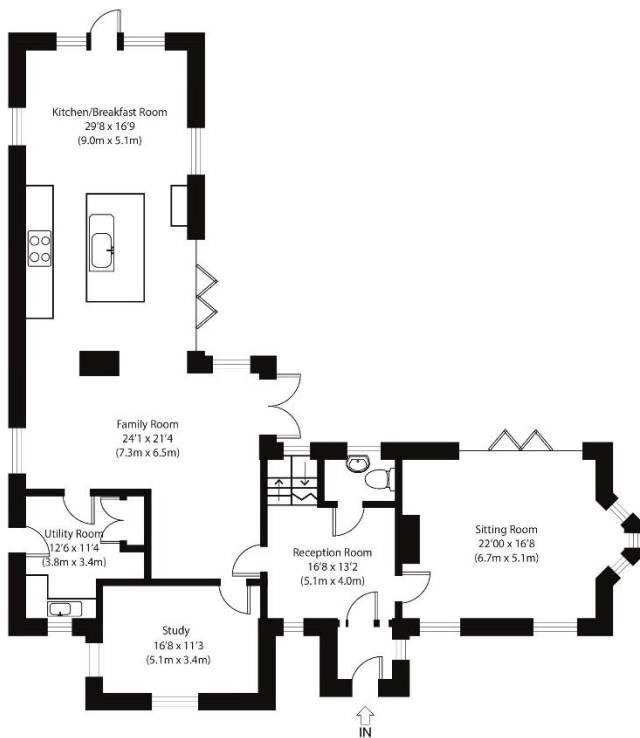 Kitchen/Breakfast Room
29'8 x 16'9
(9.0m x 5.1m)
Family Room
24'1 x 21'4
(7.3m x 6.5m)
Utility Room
12'6 x 11'4
(3.8m x 3.4m)
Sitting Room
22'00 x 16'8
(6.7m x 5.1m)
Reception Room
16'8 x 13'2
(5.1m x 4.0m)
Study
16'8 x 11'3
(5.1m x 3.4m)
IN